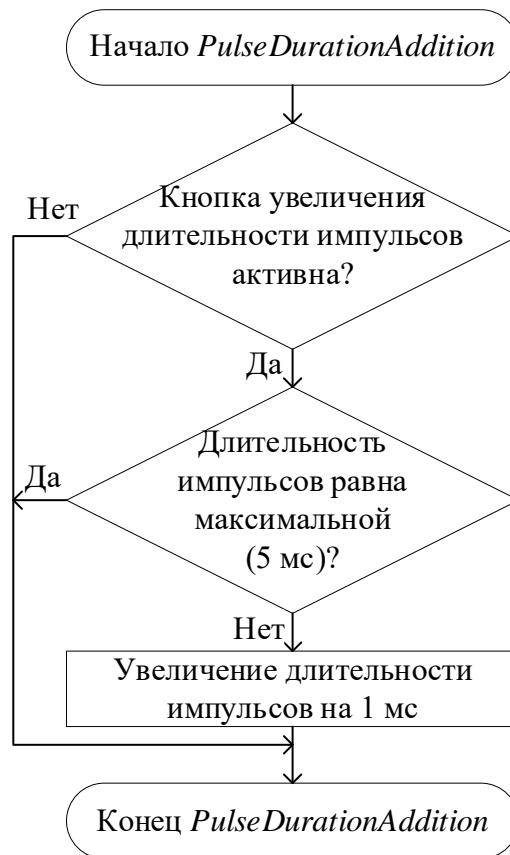 Начало PulseDurationAddition
Нет
Кнопка увеличения
длительности импульсов
активна?
Да
Длительность
импульсов равна
максимальной
(5 мс)?
Да
Нет
Увеличение длительности
импульсов на 1 мс
Конец PulseDurationAddition